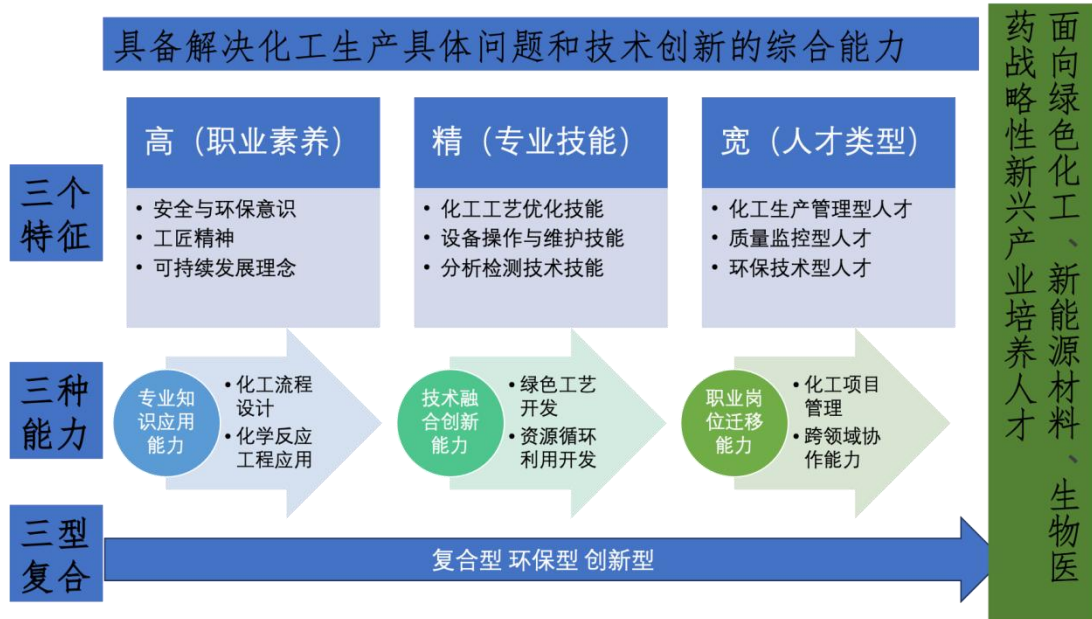 具备解决化工生产具体问题和技术创新的综合能力
三个
特征
高（职业素养）
• 安全与环保意识
• 工匠精神
• 可持续发展理念
精（专业技能）
• 化工工艺优化技能
• 设备操作与维护技能
• 分析检测技术技能
宽（人才类型）
• 化工生产管理型人才
• 质量监控型人才
• 环保技术型人才
三种
能力
专业知
识应用
能力
• 化工流程
设计
• 化学反应
工程应用
技术融
合创新
能力
• 绿色工艺
开发
• 资源循环
利用开发
职业岗
位迁移
能力
• 化工项目
管理
• 跨领域协
作能力
三型
复合
复合型 环保型 创新型
面向绿色化工、新能源材料、生物医
药战略性新兴产业培养人才